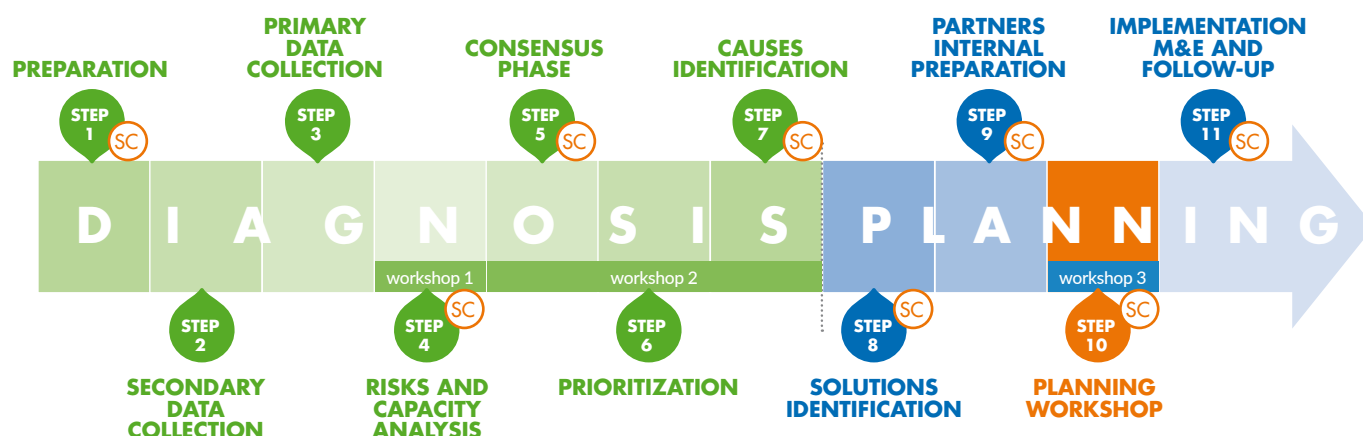 PREPARATION
STEP
1
SC
PRIMARY
DATA
COLLECTION
STEP
3
CONSENSUS
PHASE
STEP
5
SC
CAUSES
IDENTIFICATION
STEP
7
SC
PARTNERS
INTERNAL
PREPARATION
STEP
9
SC
IMPLEMENTATION
M&E AND
FOLLOW-UP
STEP
11
SC
DIAGNOSIS PLANNING
workshop 1
workshop 2
workshop 3
STEP
2
SECONDARY
DATA
COLLECTION
STEP
4
SC
RISKS AND
CAPACITY
ANALYSIS
STEP
6
PRIORITIZATION
STEP
8
SC
SOLUTIONS
IDENTIFICATION
STEP
10
SC
PLANNING
WORKSHOP